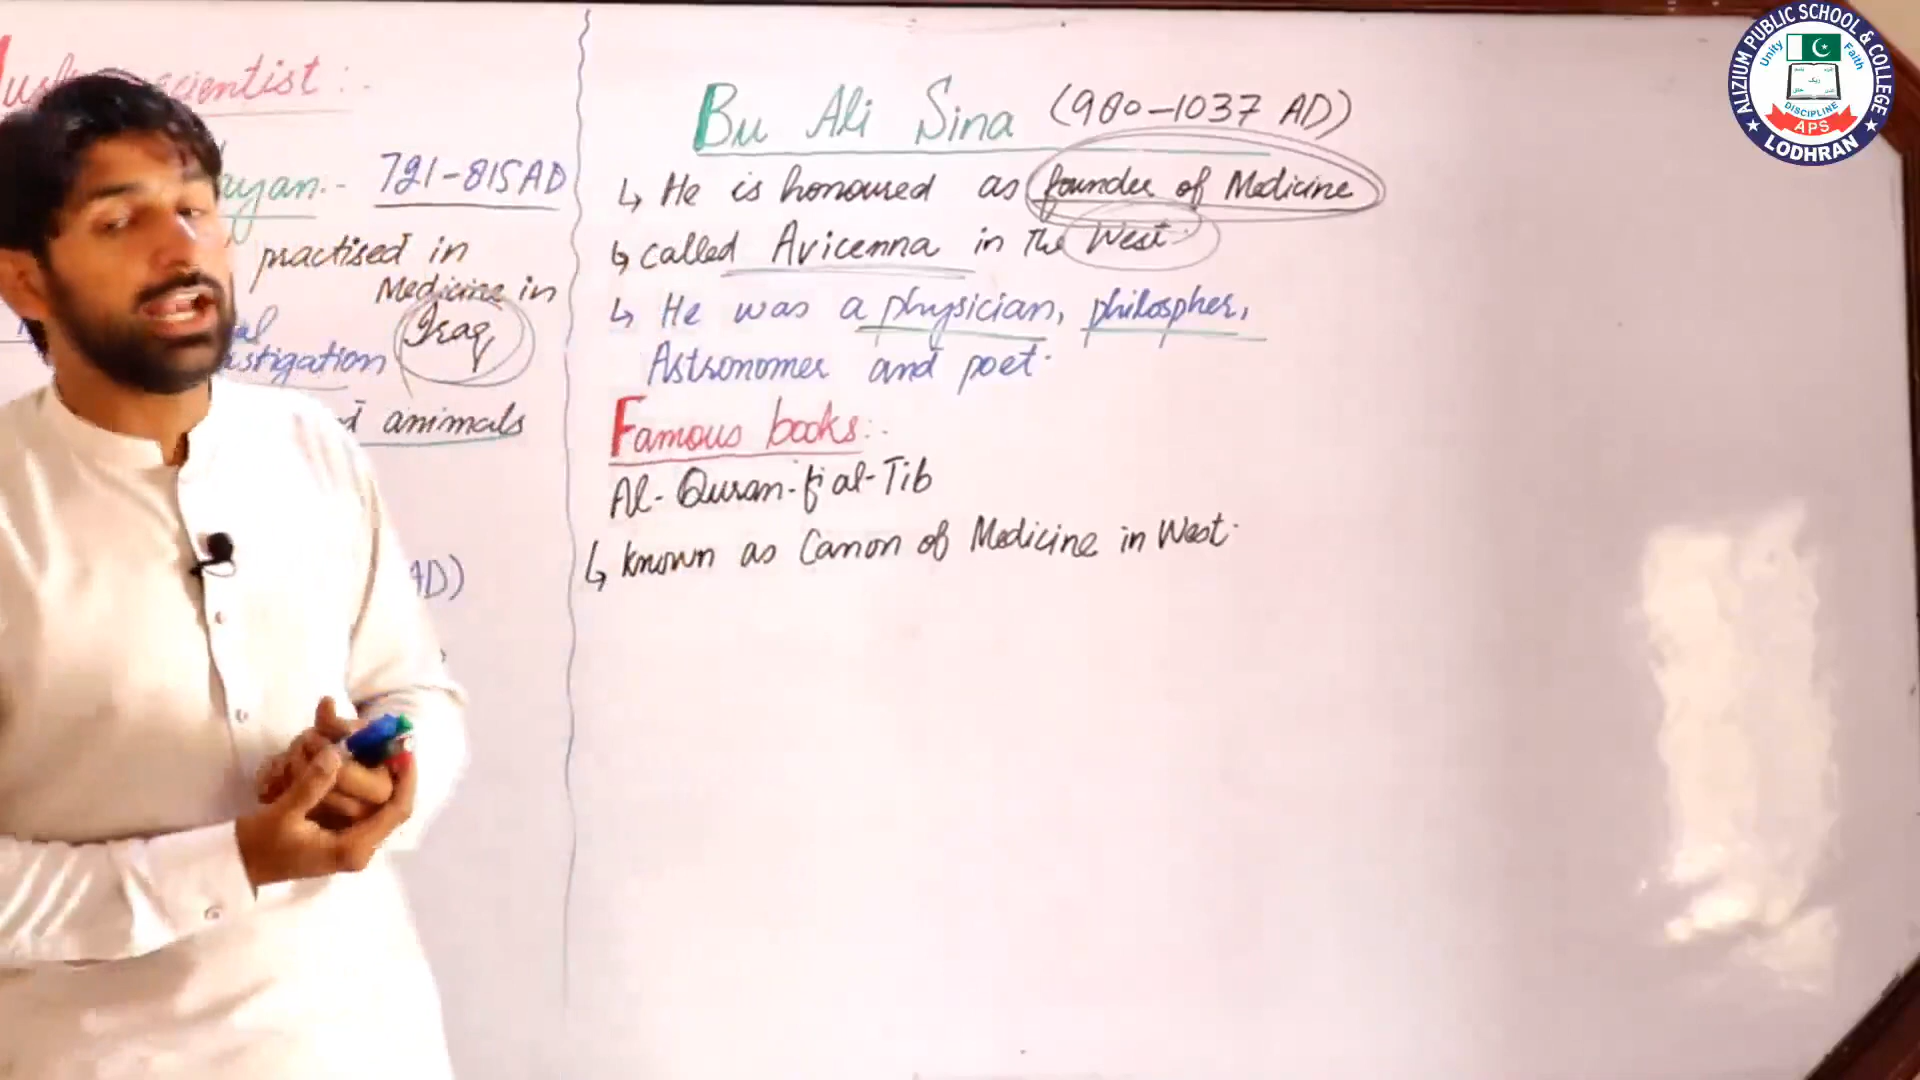 scientist:-
ayan:- 721-815AD
practised in
Medicine in
Iraq
stigation
animals
AD)
Bu Ali Sina (980-1037 AD)
↳ He is honoured as founder of Medicine
↳ called Avicenna in the West.
↳ He was a physician, philospher,
Astronomer and poet.
Famous books:-
Al-Quran-fi al-Tib
↳ known as Canon of Medicine in West.
ALIZIUM PUBLIC SCHOOL & COLLEGE
Unity
Faith
DISCIPLINE
APS
LODHRAN